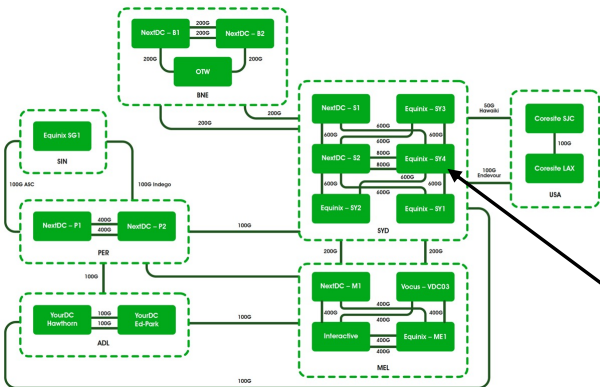 NextDC – B1
200G
200G
NextDC – B2
200G
OTW
200G
BNE
200G
200G
Equinix SG1
SIN
100G ASC
100G Indego
NextDC – S1
Equinix – SY3
600G
600G
600G
600G
NextDC – S2
800G
800G
Equinix – SY4
600G
600G
600G
600G
Equinix – SY2
Equinix – SY1
SYD
50G
Hawaiki
100G
Endevour
Coresite SJC
100G
Coresite LAX
USA
NextDC – P1
400G
400G
NextDC – P2
PER
100G
100G
200G
200G
YourDC
Hawthorn
100G
100G
YourDC
Ed-Park
ADL
100G
NextDC – M1
Vocus – VDC03
400G
400G
400G
400G
Interactive
400G
400G
Equinix – ME1
MEL
100G